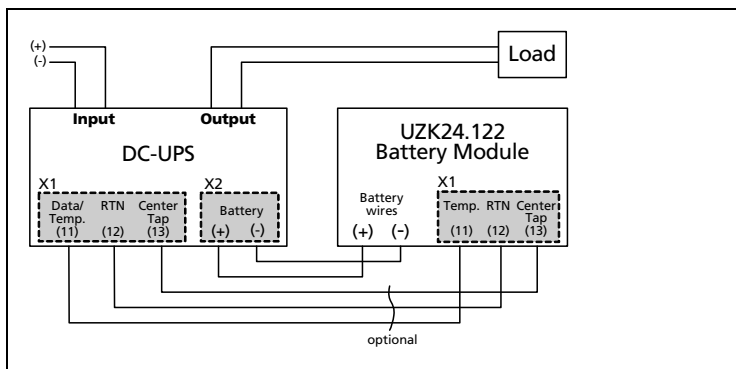 (+)
(-)
Load
Input
Output
DC-UPS
UZK24.122
Battery Module
X1
X2
Data/
Temp.
(11)
RTN
(12)
Center
Tap
(13)
Battery
(+) (-)
Battery
wires
(+) (-)
X1
Temp.
(11)
RTN
(12)
Center
Tap
(13)
optional